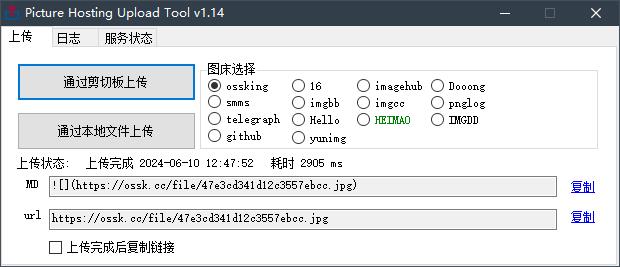 Picture Hosting Upload Tool v1.14
上传 日志 服务状态
通过剪切板上传
通过本地文件上传
图床选择
ossking 16 imagehub Dooong
smms imgbb imgcc pnglog
telegraph Hello HEIMAO IMGDD
github yunimg
上传状态: 上传完成 2024-06-10 12:47:52 耗时 2905 ms
MD ![](https://ossk.cc/file/47e3cd341d12c3557ebcc.jpg) 复制
url https://ossk.cc/file/47e3cd341d12c3557ebcc.jpg 复制
上传完成后复制链接